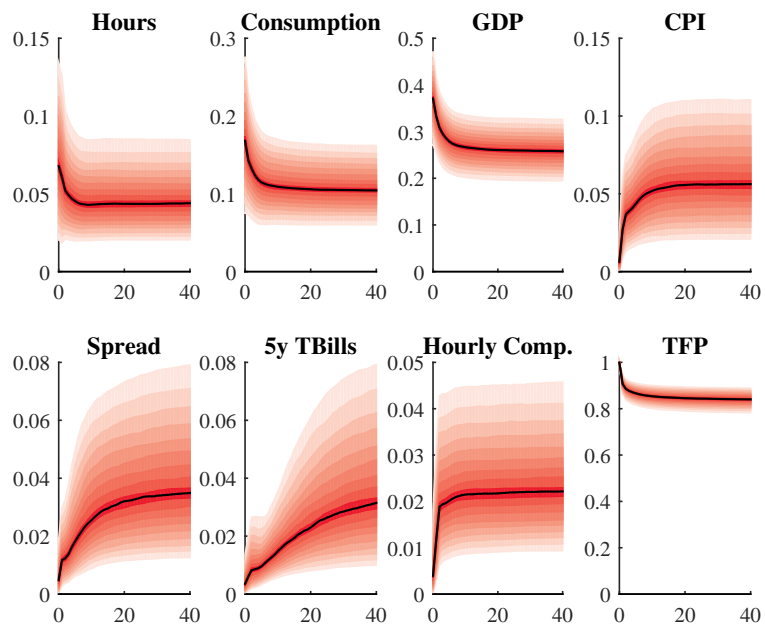 Hours Consumption GDP CPI
0.15 0.3 0.5 0.15
0.4
0.1 0.2 0.1
0.3
0.2
0.05 0.1 0.05
0.1
0 0 0 0
0 20 40 0 20 40 0 20 40 0 20 40
Spread 5y TBills Hourly Comp. TFP
0.08 0.08 0.05 1
0.04 0.8
0.06 0.06
0.03 0.6
0.04 0.04
0.02 0.4
0.02 0.02
0.01 0.2
0 0 0 0
0 20 40 0 20 40 0 20 40 0 20 40